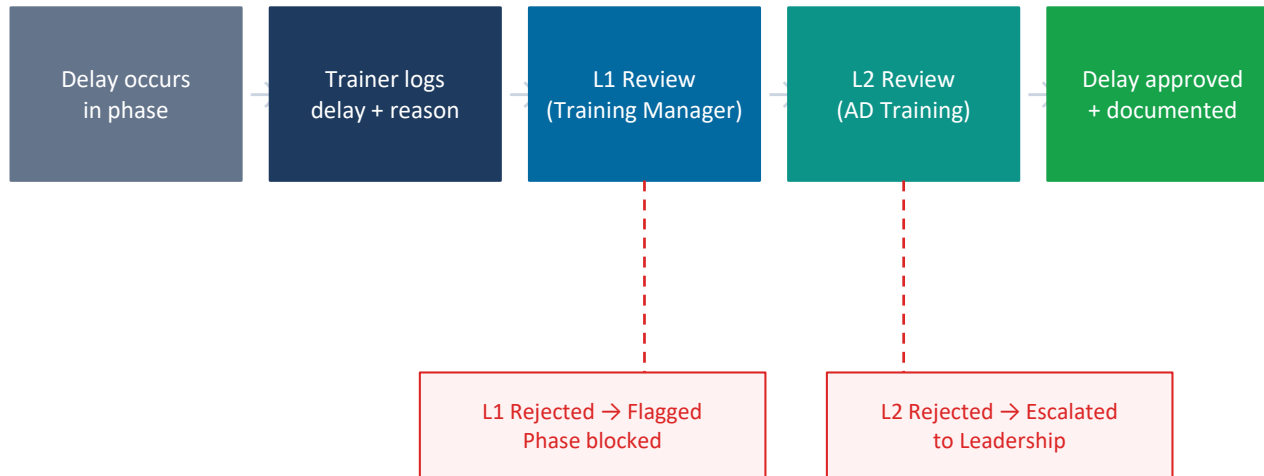 Delay occurs
in phase
Trainer logs
delay + reason
L1 Review
(Training Manager)
L2 Review
(AD Training)
Delay approved
+ documented
L1 Rejected → Flagged
Phase blocked
L2 Rejected → Escalated
to Leadership